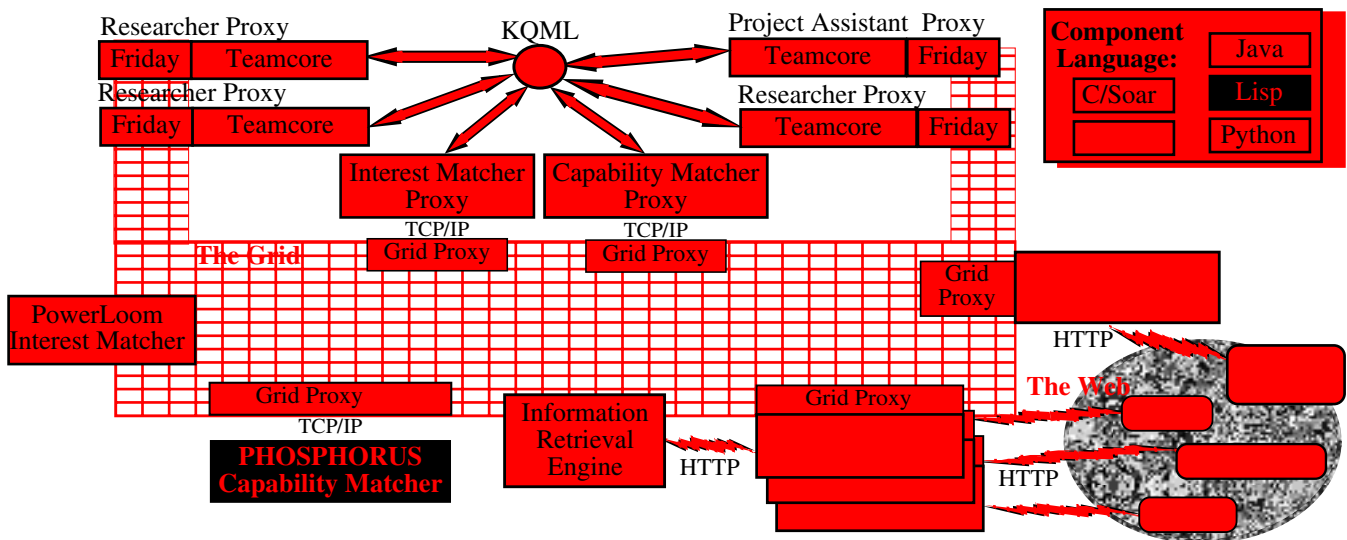 Researcher Proxy
Friday
Teamcore
Researcher Proxy
Friday
Teamcore
KQML
Project Assistant Proxy
Teamcore
Friday
Researcher Proxy
Teamcore
Friday
Component
Language:
Java
C/Soar
Lisp
Python
Interest Matcher
Proxy
Capability Matcher
Proxy
TCP/IP
TCP/IP
The Grid
Grid Proxy
Grid Proxy
Grid
Proxy
PowerLoom
Interest Matcher
HTTP
The Web
Grid Proxy
TCP/IP
PHOSPHORUS
Capability Matcher
Information
Retrieval
Engine
HTTP
Grid Proxy
HTTP